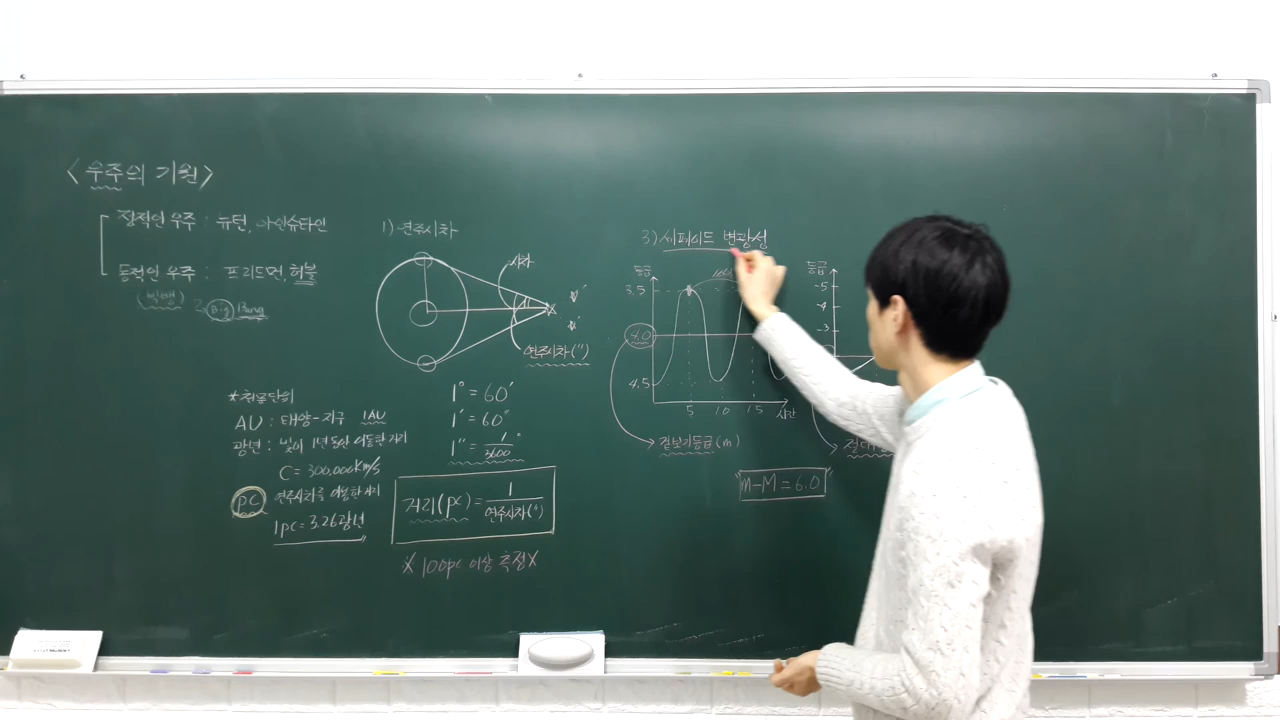 <우주의 기원>
정적인 우주 : 뉴턴, 아인슈타인
동적인 우주 : 프리드먼, 허블
(빅뱅)
Big Bang
1) 연주시차
시차
연주시차(")
1° = 60′
1′ = 60″
1″ = 1/3600°
*천문단위
AU : 태양-지구 1AU
광년 : 빛이 1년동안 이동한 거리
C = 300,000km/s
pc 연주시차를 이용한 거리
1pc = 3.26광년
거리(pc) = 1/연주시차(")
※ 100pc 이상 측정X
3) 세페이드 변광성
등급
3.5
4.0
4.5
5 10 15 시간
겉보기등급(m)
등급
-5
-4
-3
m-M = 6.0